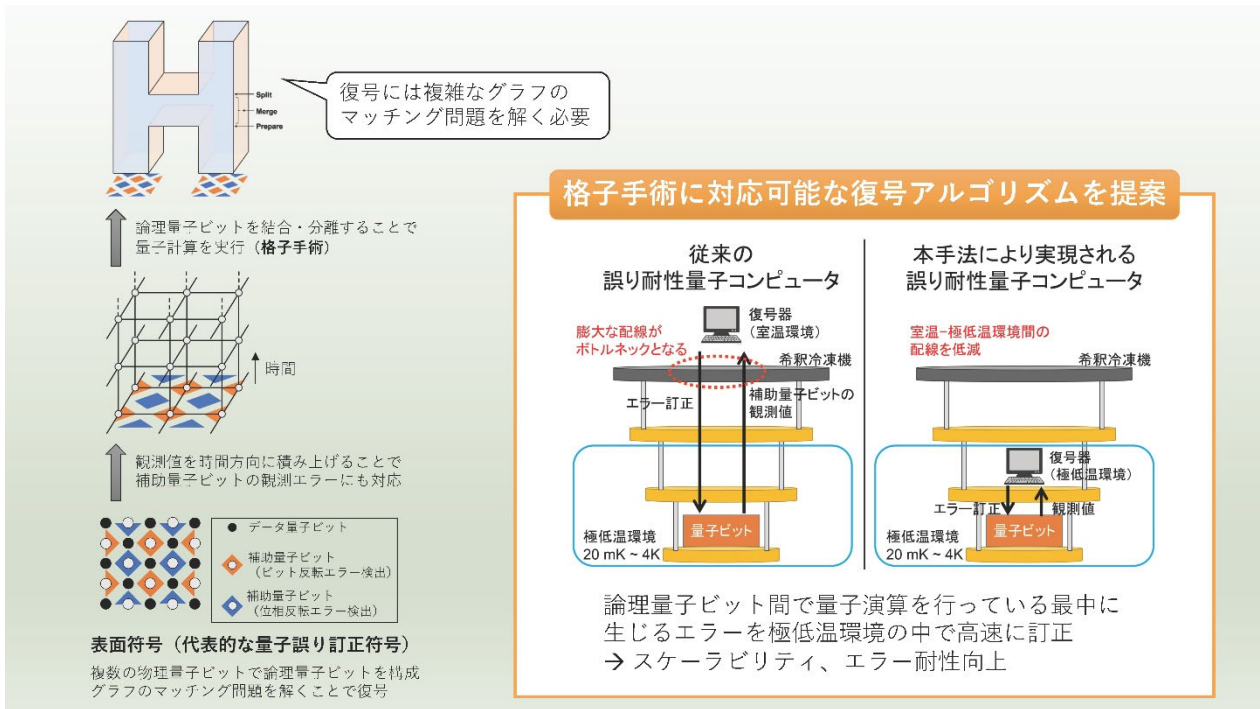 Split
Merge
Prepare
復号には複雑なグラフの
マッチング問題を解く必要
論理量子ビットを結合・分離することで
量子計算を実行（格子手術）
時間
観測値を時間方向に積み上げることで
補助量子ビットの観測エラーにも対応
データ量子ビット
補助量子ビット
（ビット反転エラー検出）
補助量子ビット
（位相反転エラー検出）
表面符号（代表的な量子誤り訂正符号）
複数の物理量子ビットで論理量子ビットを構成
グラフのマッチング問題を解くことで復号
格子手術に対応可能な復号アルゴリズムを提案
従来の
誤り耐性量子コンピュータ
復号器
（室温環境）
膨大な配線が
ボトルネックとなる
希釈冷凍機
エラー訂正
補助量子ビットの
観測値
量子ビット
極低温環境
20 mK ~ 4K
本手法により実現される
誤り耐性量子コンピュータ
室温−極低温環境間の
配線を低減
希釈冷凍機
復号器
（極低温環境）
エラー訂正
観測値
量子ビット
極低温環境
20 mK ~ 4K
論理量子ビット間で量子演算を行っている最中に
生じるエラーを極低温環境の中で高速に訂正
→ スケーラビリティ、エラー耐性向上